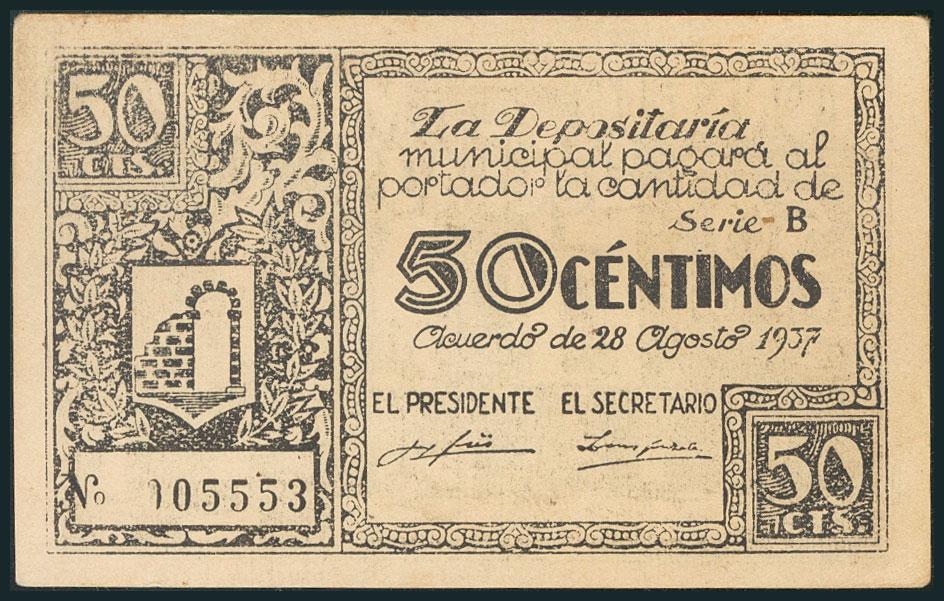 50
CTS.
La Depositaría
municipal pagará al
portador la cantidad de
Serie-B
50 CÉNTIMOS
Acuerdo de 28 Agosto 1937
EL PRESIDENTE EL SECRETARIO
No 005553
50
CTS.